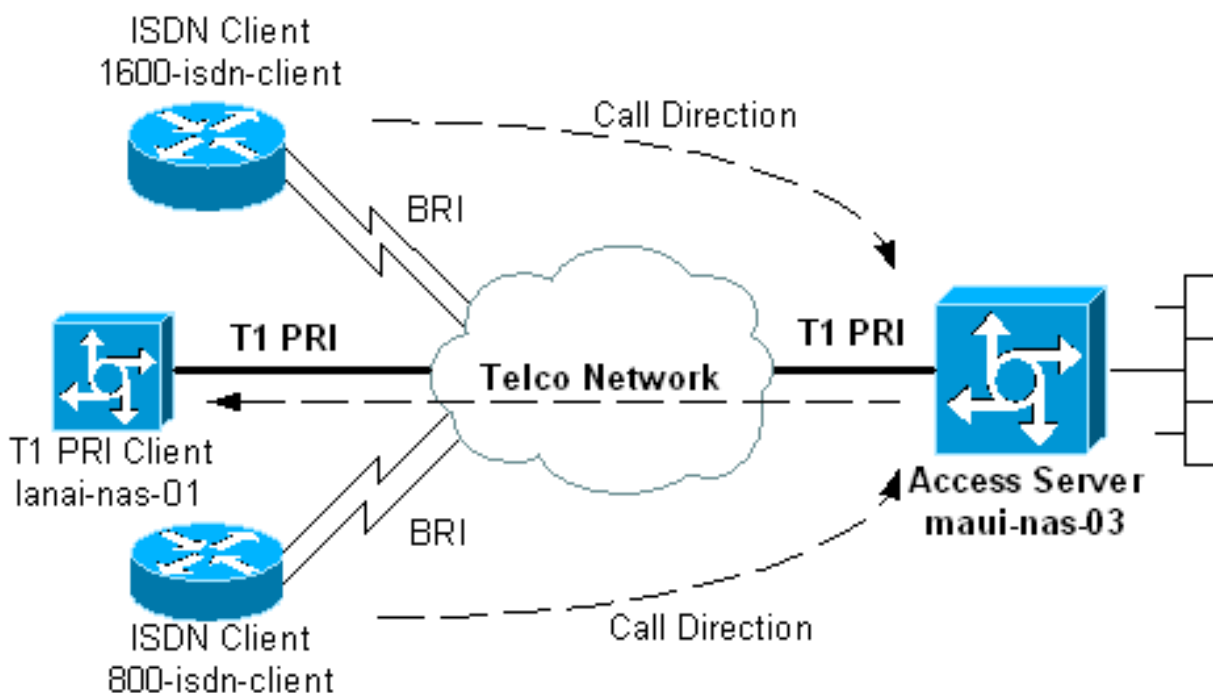 ISDN Client
1600-isdn-client
Call Direction
BRI
T1 PRI
T1 PRI
Telco Network
T1 PRI Client
lanai-nas-01
Access Server
maui-nas-03
BRI
Call Direction
ISDN Client
800-isdn-client